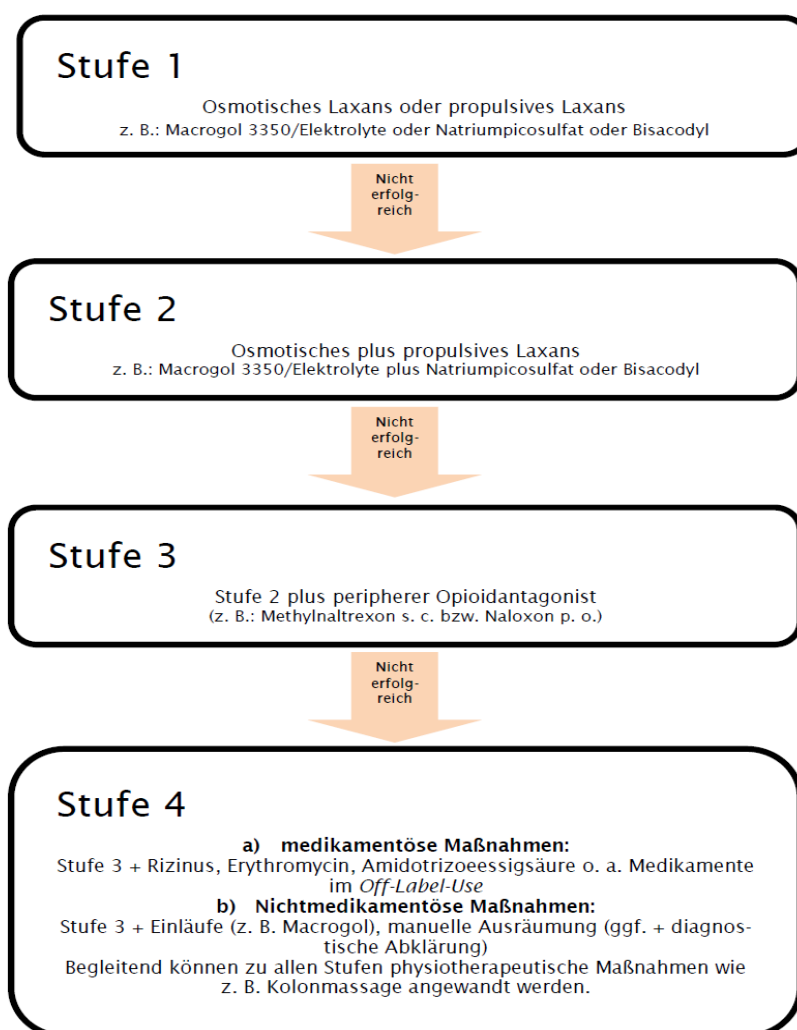 Stufe 1
Osmotisches Laxans oder propulsives Laxans
z. B.: Macrogol 3350/Elektrolyte oder Natriumpicosulfat oder Bisacodyl
Nicht
erfolg-
reich
Stufe 2
Osmotisches plus propulsives Laxans
z. B.: Macrogol 3350/Elektrolyte plus Natriumpicosulfat oder Bisacodyl
Nicht
erfolg-
reich
Stufe 3
Stufe 2 plus peripherer Opioidantagonist
(z. B.: Methylnaltrexon s. c. bzw. Naloxon p. o.)
Nicht
erfolg-
reich
Stufe 4
a) medikamentöse Maßnahmen:
Stufe 3 + Rizinus, Erythromycin, Amidotrizoeessigsäure o. a. Medikamente
im Off-Label-Use
b) Nichtmedikamentöse Maßnahmen:
Stufe 3 + Einläufe (z. B. Macrogol), manuelle Ausräumung (ggf. + diagnos-
tische Abklärung)
Begleitend können zu allen Stufen physiotherapeutische Maßnahmen wie
z. B. Kolonmassage angewandt werden.